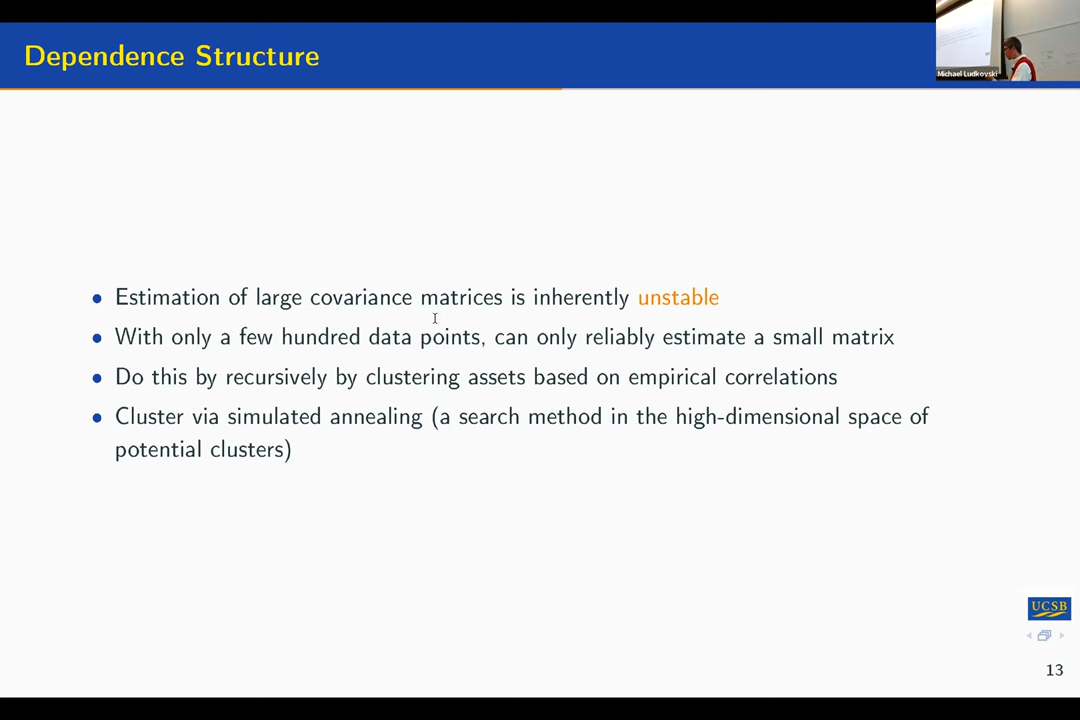 Dependence Structure
Michael Ludkovski
• Estimation of large covariance matrices is inherently unstable
• With only a few hundred data points, can only reliably estimate a small matrix
• Do this by recursively by clustering assets based on empirical correlations
• Cluster via simulated annealing (a search method in the high-dimensional space of
potential clusters)
UCSB
13